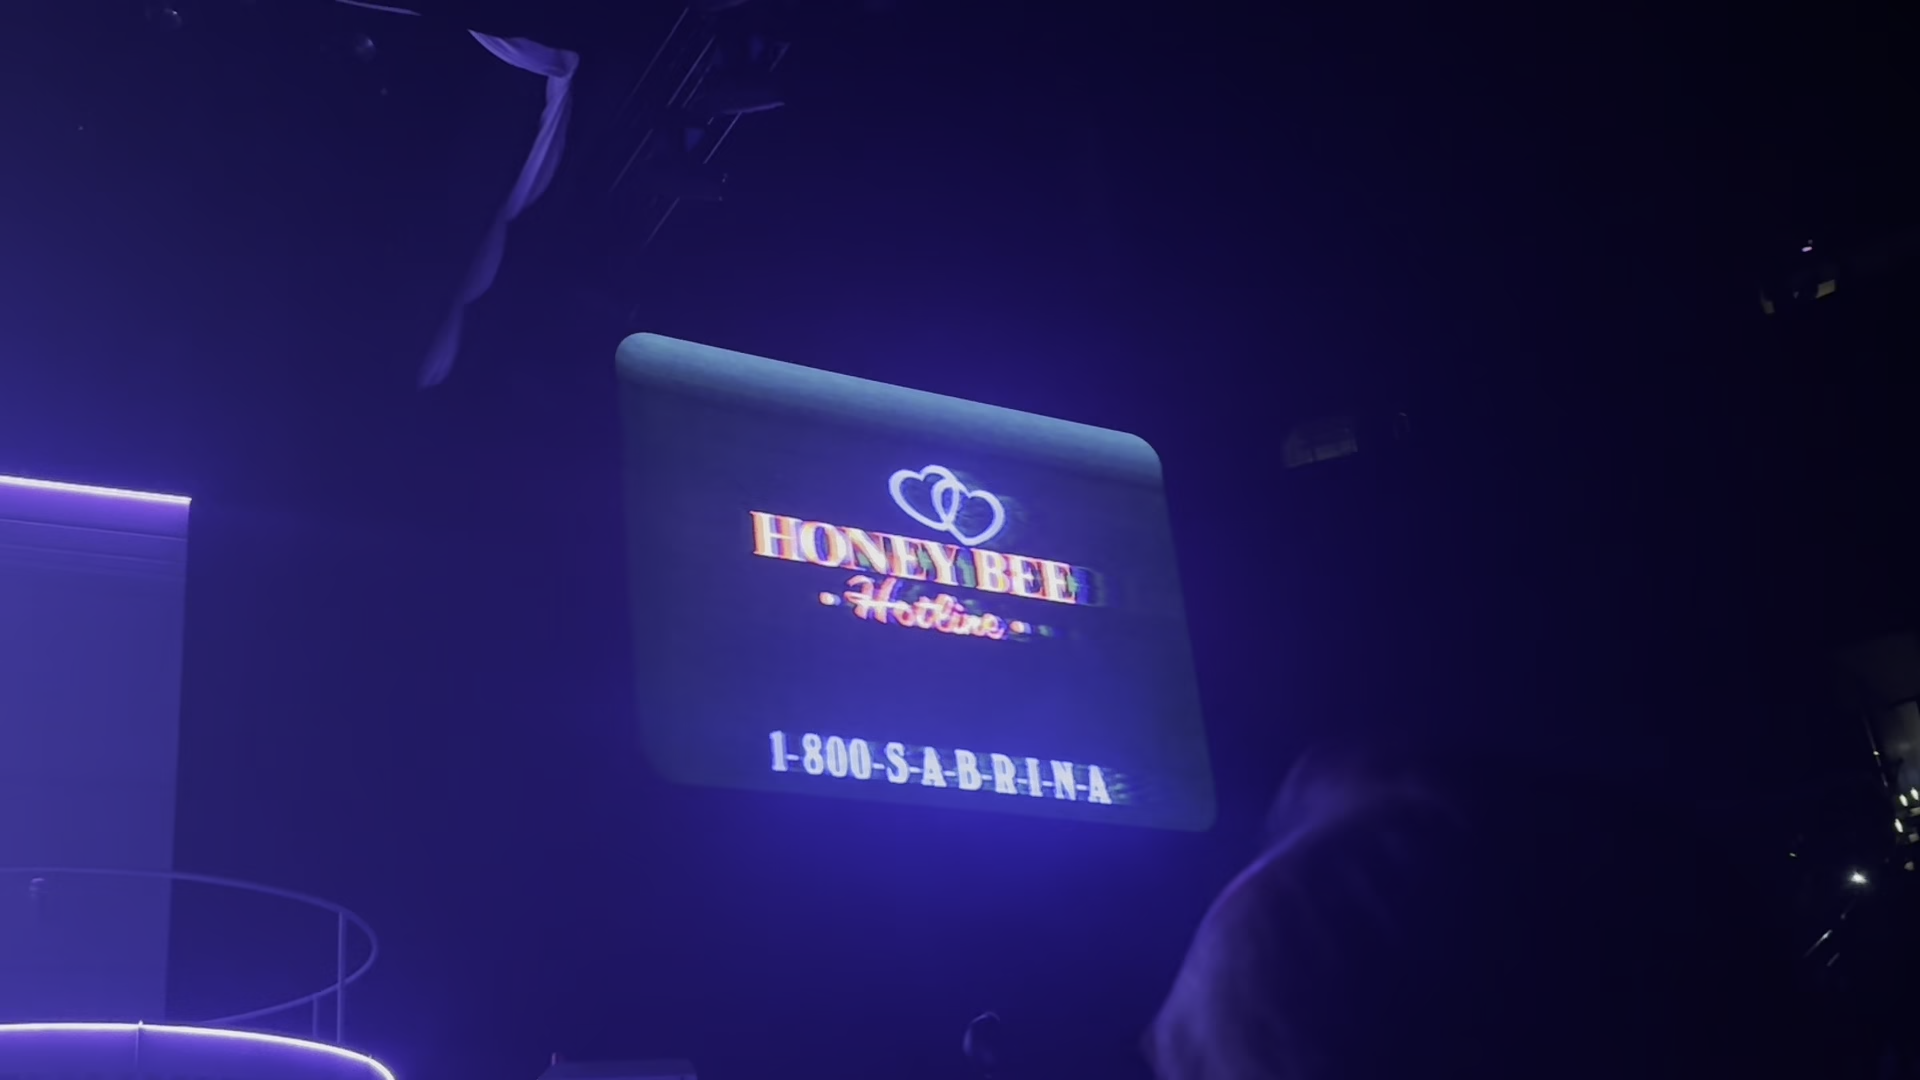 HONEY BEE
• Hotline •
1-800-S-A-B-R-I-N-A